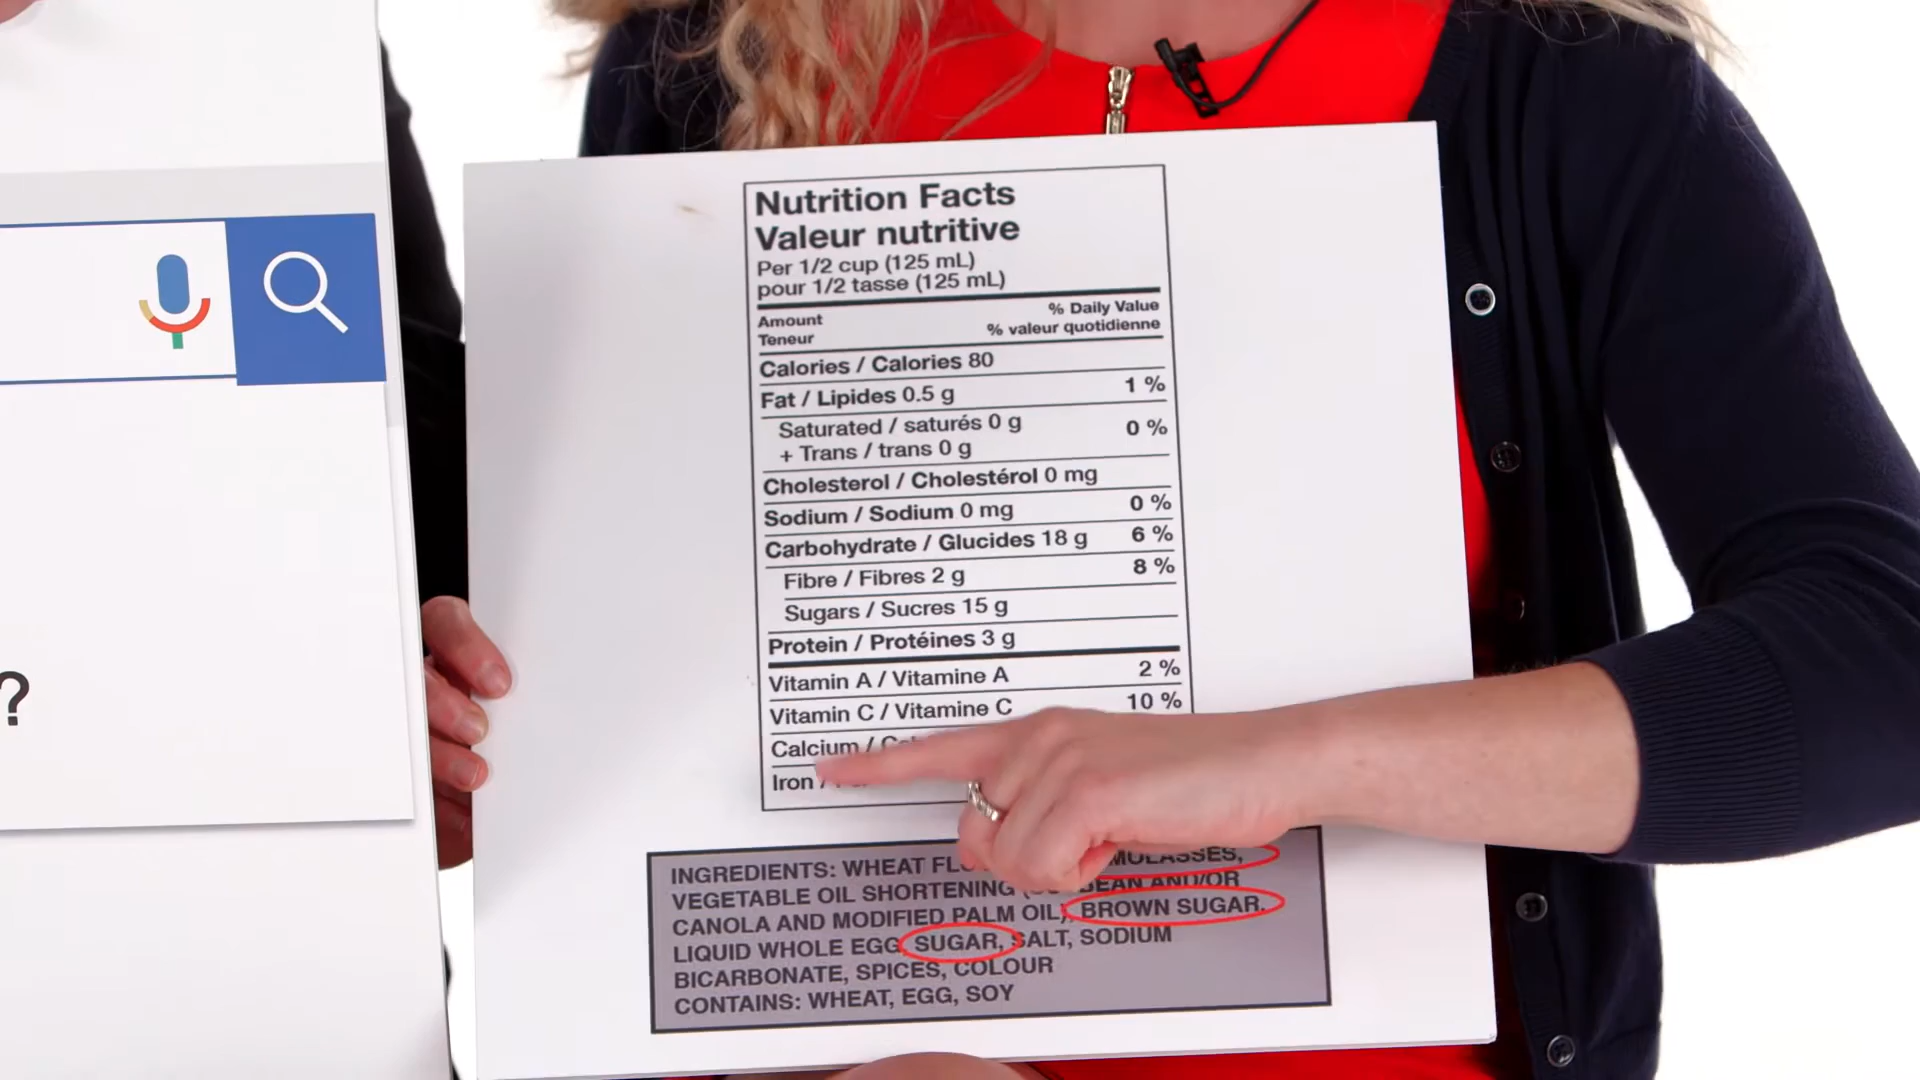 ?
Nutrition Facts
Valeur nutritive
Per 1/2 cup (125 mL)
pour 1/2 tasse (125 mL)
Amount % Daily Value
Teneur % valeur quotidienne
Calories / Calories 80
Fat / Lipides 0.5 g 1 %
Saturated / saturés 0 g
+ Trans / trans 0 g 0 %
Cholesterol / Cholestérol 0 mg
Sodium / Sodium 0 mg 0 %
Carbohydrate / Glucides 18 g 6 %
Fibre / Fibres 2 g 8 %
Sugars / Sucres 15 g
Protein / Protéines 3 g
Vitamin A / Vitamine A 2 %
Vitamin C / Vitamine C 10 %
Calcium /
Iron /
INGREDIENTS: WHEAT MOLASSES,
VEGETABLE OIL SHORTENING AND/OR
CANOLA AND MODIFIED PALM OIL), BROWN SUGAR.
LIQUID WHOLE EGG, SUGAR, SALT, SODIUM
BICARBONATE, SPICES, COLOUR
CONTAINS: WHEAT, EGG, SOY